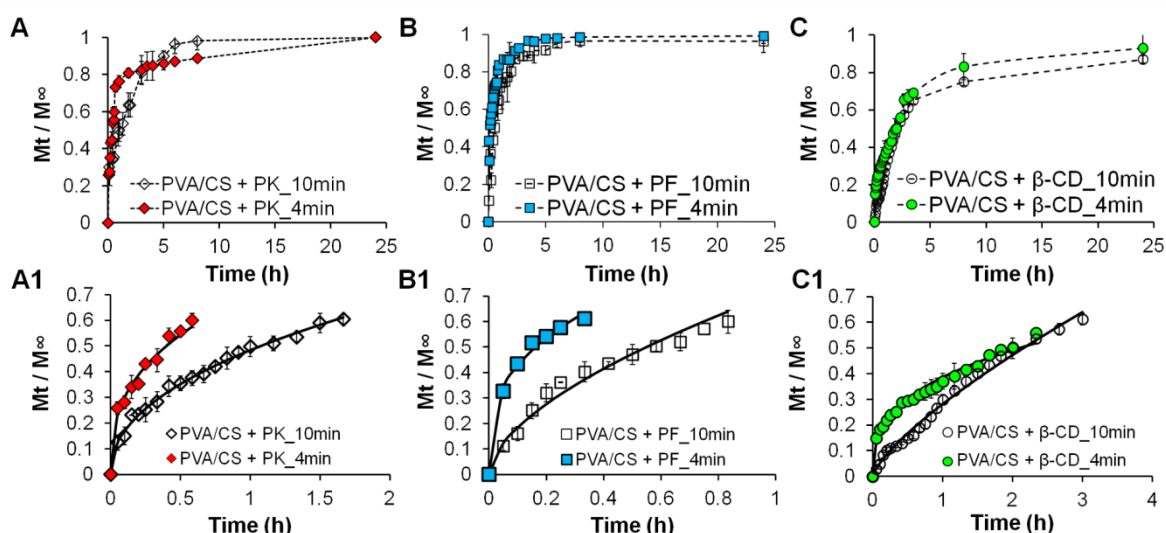 A
Mt / M∞
1
0.8
0.6
0.4
0.2
0
PVA/CS + PK_10min
PVA/CS + PK_4min
0 5 10 15 20 25
Time (h)
B
Mt / M∞
1
0.8
0.6
0.4
0.2
0
PVA/CS + PF_10min
PVA/CS + PF_4min
0 5 10 15 20 25
Time (h)
C
Mt / M∞
1
0.8
0.6
0.4
0.2
0
PVA/CS + β-CD_10min
PVA/CS + β-CD_4min
0 5 10 15 20 25
Time (h)
A1
Mt / M∞
0.7
0.6
0.5
0.4
0.3
0.2
0.1
0
PVA/CS + PK_10min
PVA/CS + PK_4min
0 0.5 1 1.5 2
Time (h)
B1
Mt / M∞
0.7
0.6
0.5
0.4
0.3
0.2
0.1
0
PVA/CS + PF_10min
PVA/CS + PF_4min
0 0.2 0.4 0.6 0.8 1
Time (h)
C1
Mt / M∞
0.7
0.6
0.5
0.4
0.3
0.2
0.1
0
PVA/CS + β-CD_10min
PVA/CS + β-CD_4min
0 1 2 3 4
Time (h)